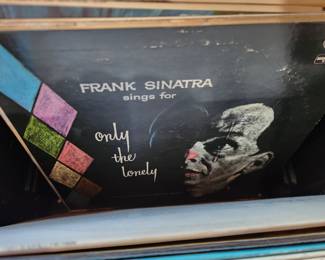 FRANK SINATRA
sings for
only
the
lonely